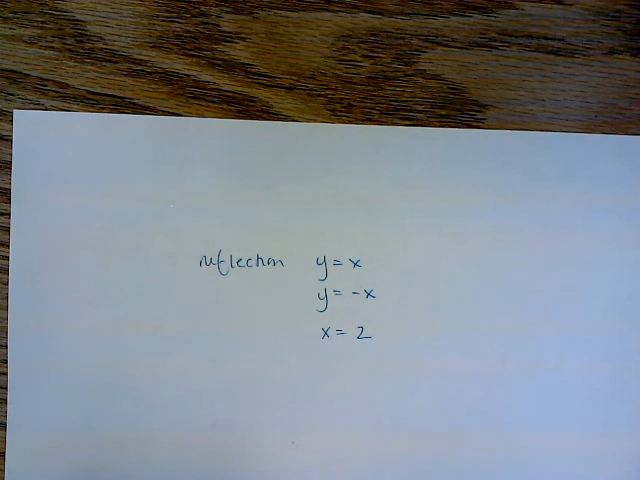 reflection y = x
y = -x
x = 2